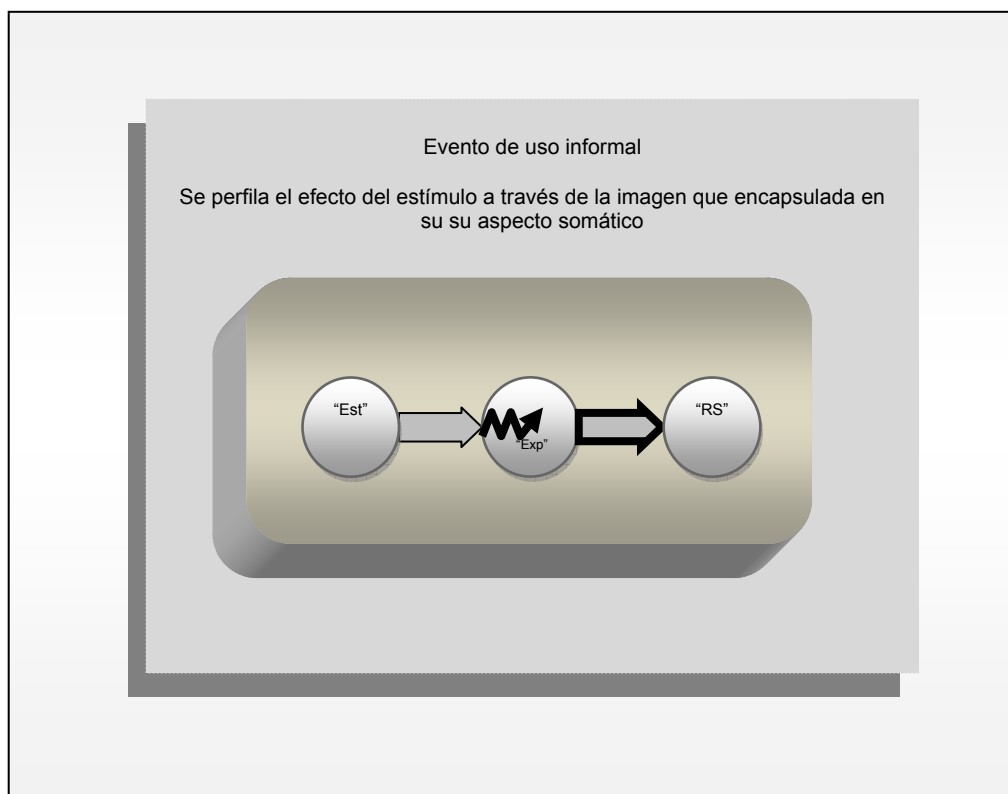 Evento de uso informal
Se perfila el efecto del estímulo a través de la imagen que encapsulada en
su su aspecto somático
“Est”
“Exp”
“RS”